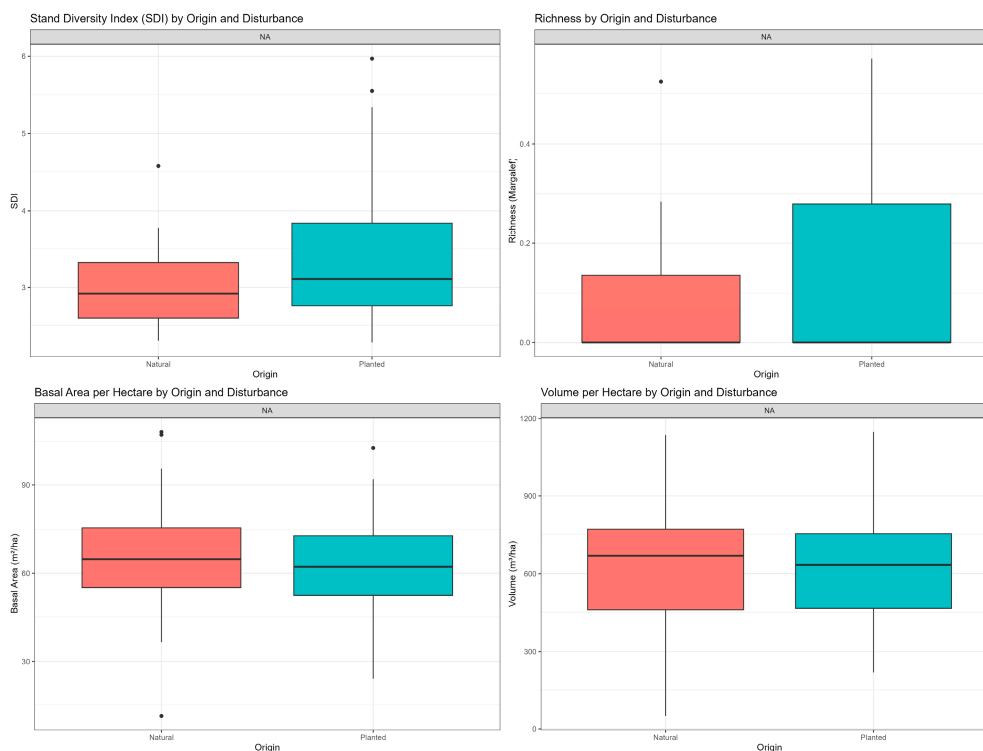 Stand Diversity Index (SDI) by Origin and Disturbance
NA
SDI
6
5
4
3
Natural
Planted
Origin
Richness by Origin and Disturbance
NA
Richness (Margalef;
0.4
0.2
0.0
Natural
Planted
Origin
Basal Area per Hectare by Origin and Disturbance
NA
Basal Area (m²/ha)
90
60
30
Natural
Planted
Origin
Volume per Hectare by Origin and Disturbance
NA
Volume (m³/ha)
1200
900
600
300
0
Natural
Planted
Origin